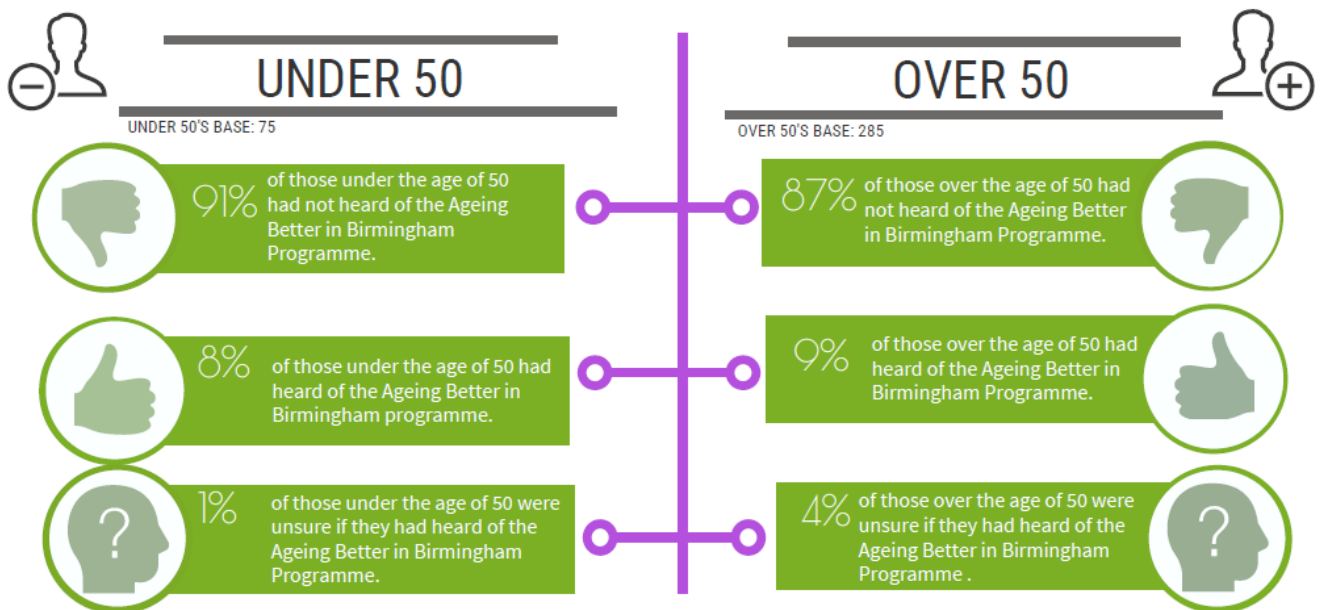 UNDER 50
UNDER 50'S BASE: 75
91%
of those under the age of 50
had not heard of the Ageing
Better in Birmingham
Programme.
8%
of those under the age of 50 had
heard of the Ageing Better in
Birmingham programme.
?
1%
of those under the age of 50 were
unsure if they had heard of the
Ageing Better in Birmingham
Programme.
OVER 50
OVER 50'S BASE: 285
87%
of those over the age of 50 had
not heard of the Ageing Better
in Birmingham Programme.
9%
of those over the age of 50 had
heard of the Ageing Better in
Birmingham Programme.
4%
of those over the age of 50 were
unsure if they had heard of the
Ageing Better in Birmingham
Programme .
?